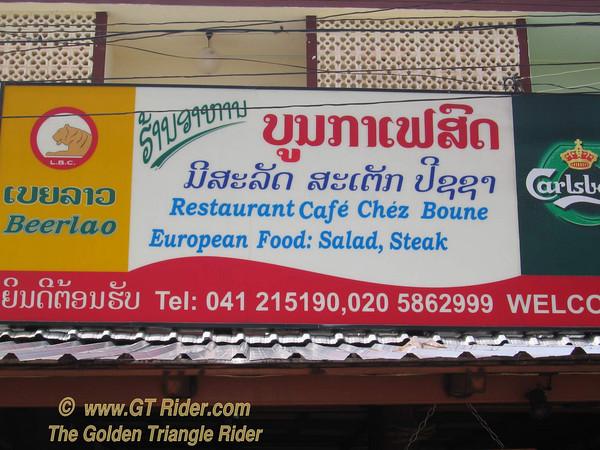 ຮ້ານອາຫານ
ບູນກາເຟສົດ
ມີສະລັດ ສະເຕັກ ປີຊຊາ
Restaurant Café Chéz Boune
European Food: Salad, Steak
L.B.C.
ເບຍລາວ
Beerlao
Carlsb
ຍິນດີຕ້ອນຮັບ Tel: 041 215190,020 5862999 WELCO
© www.GT Rider.com
The Golden Triangle Rider